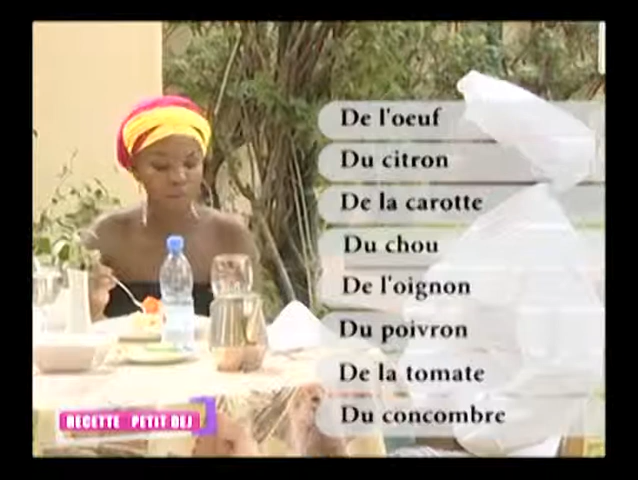 De l'oeuf
Du citron
De la carotte
Du chou
De l'oignon
Du poivron
De la tomate
Du concombre
RECETTE PETIT DEJ